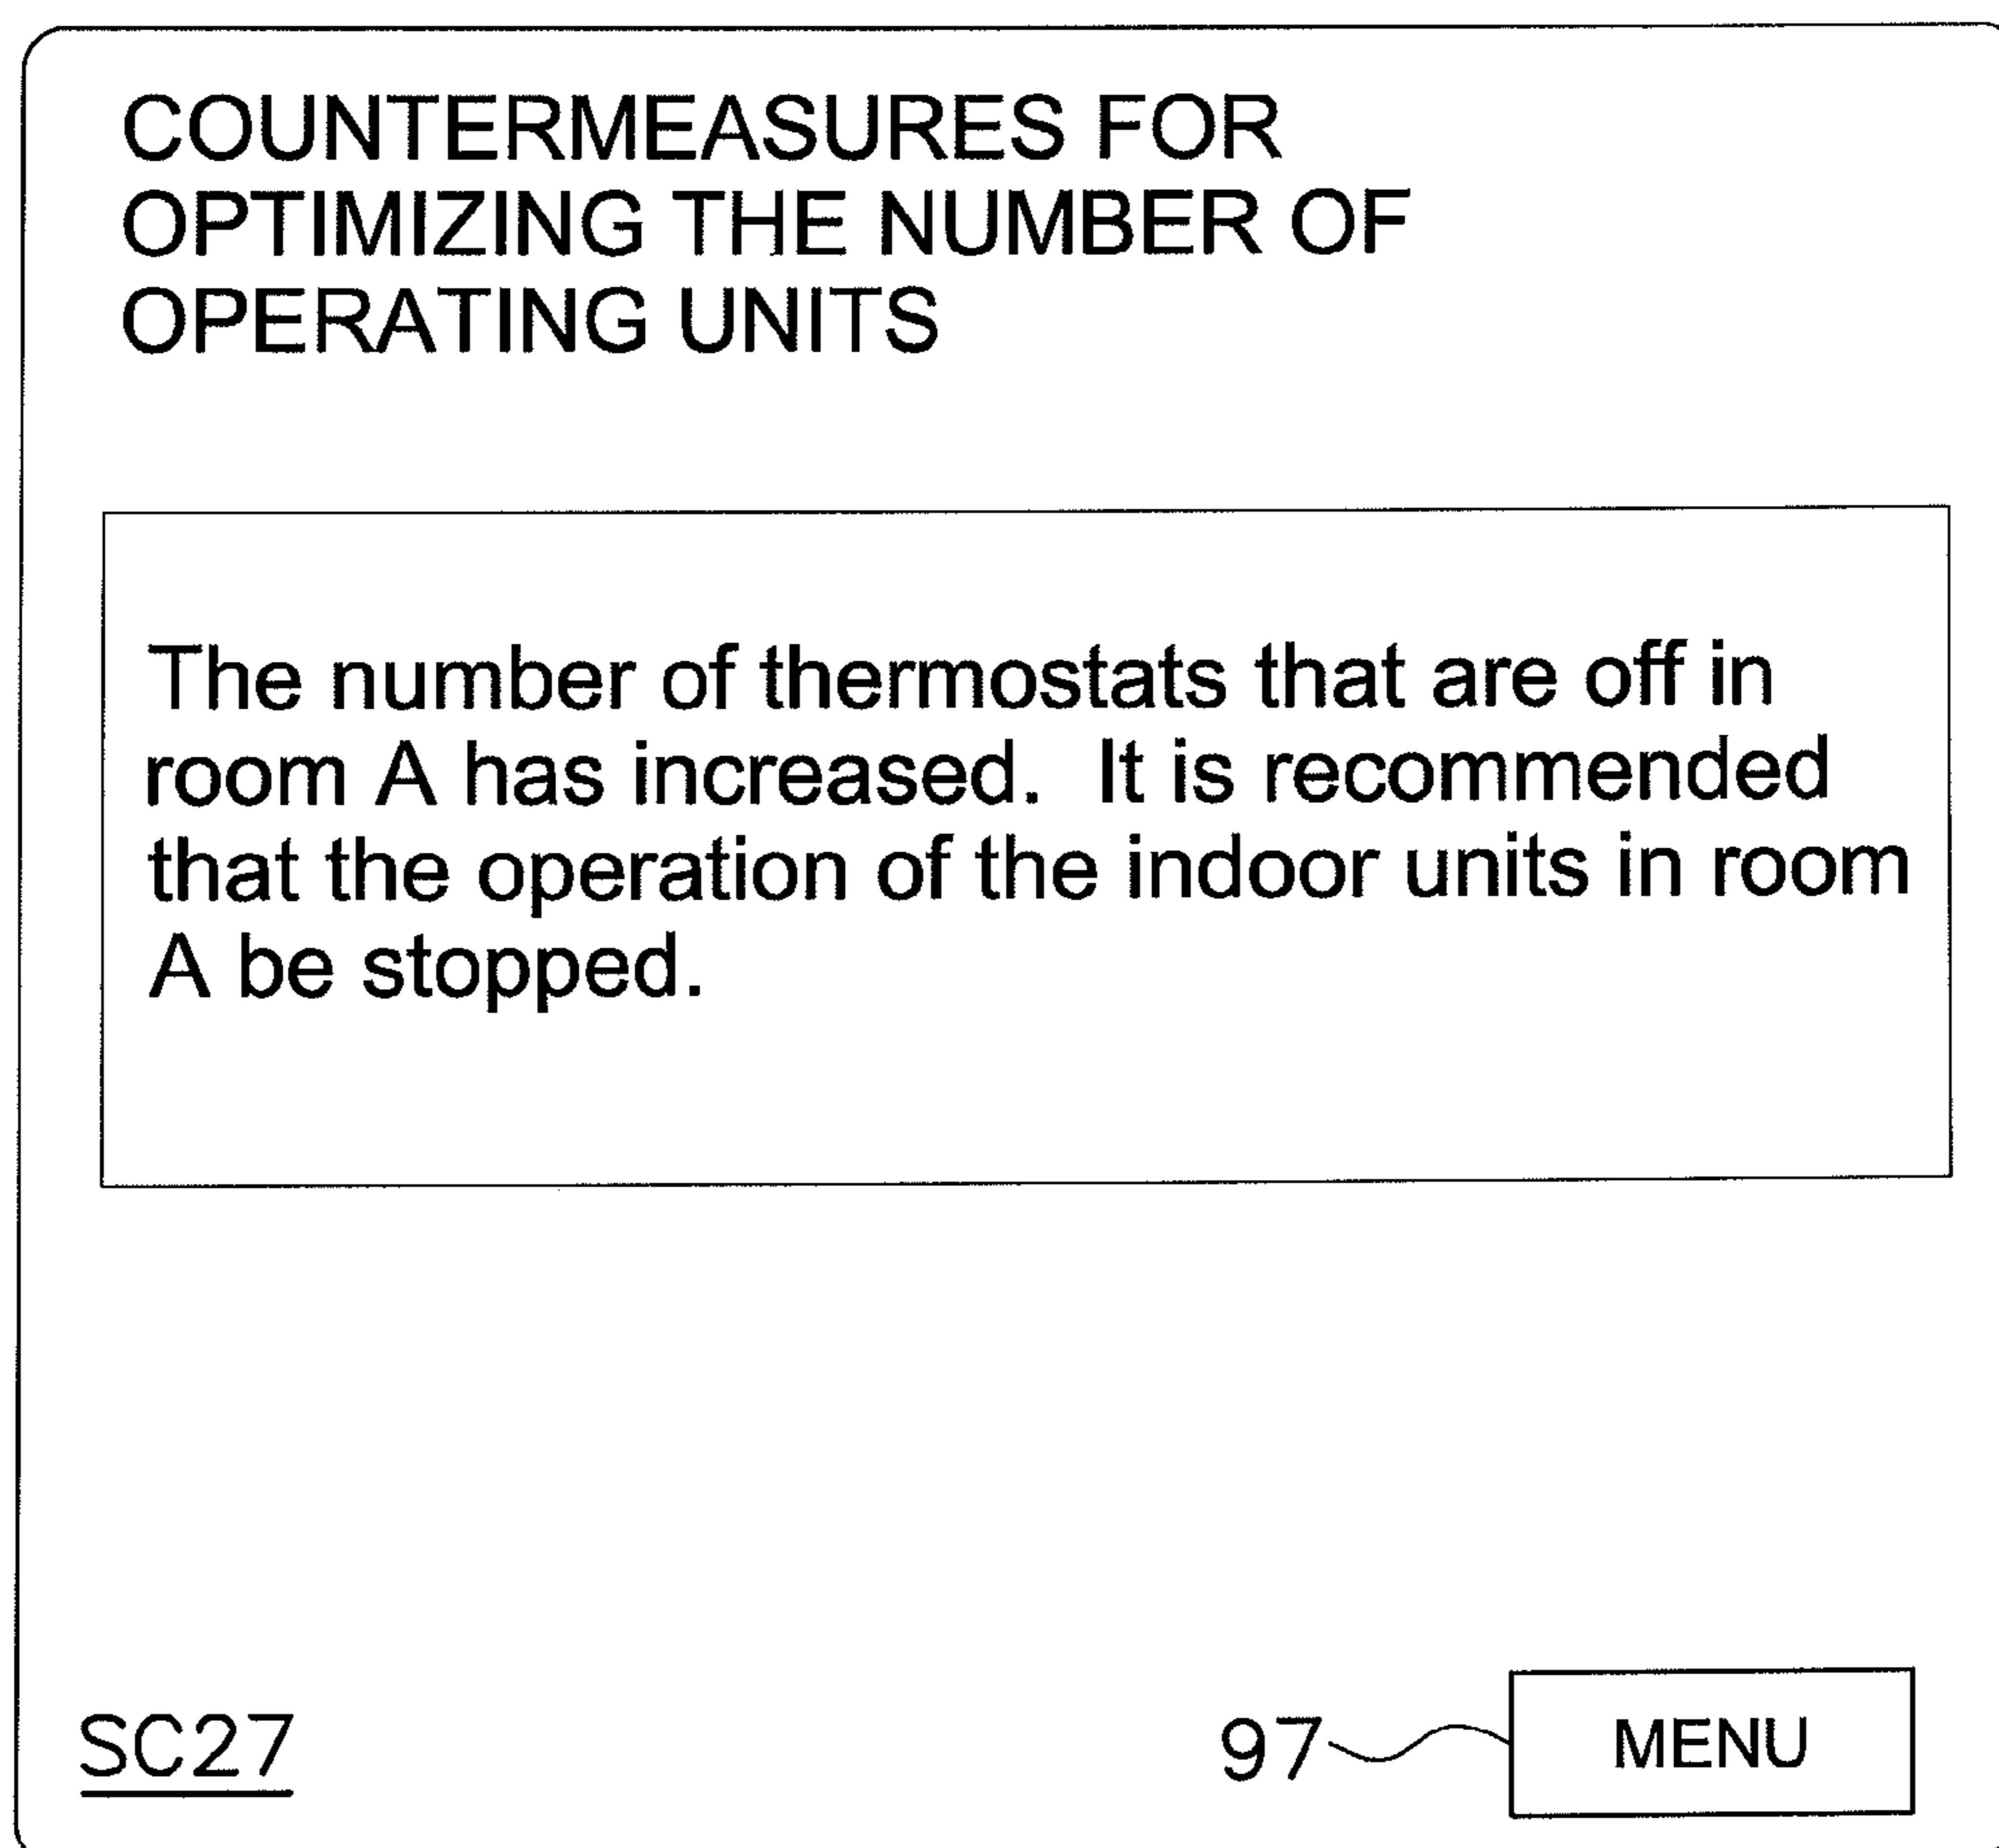 COUNTERMEASURES FOR
OPTIMIZING THE NUMBER OF
OPERATING UNITS
The number of thermostats that are off in
room A has increased.  It is recommended
that the operation of the indoor units in room
A be stopped.
SC27
97
MENU